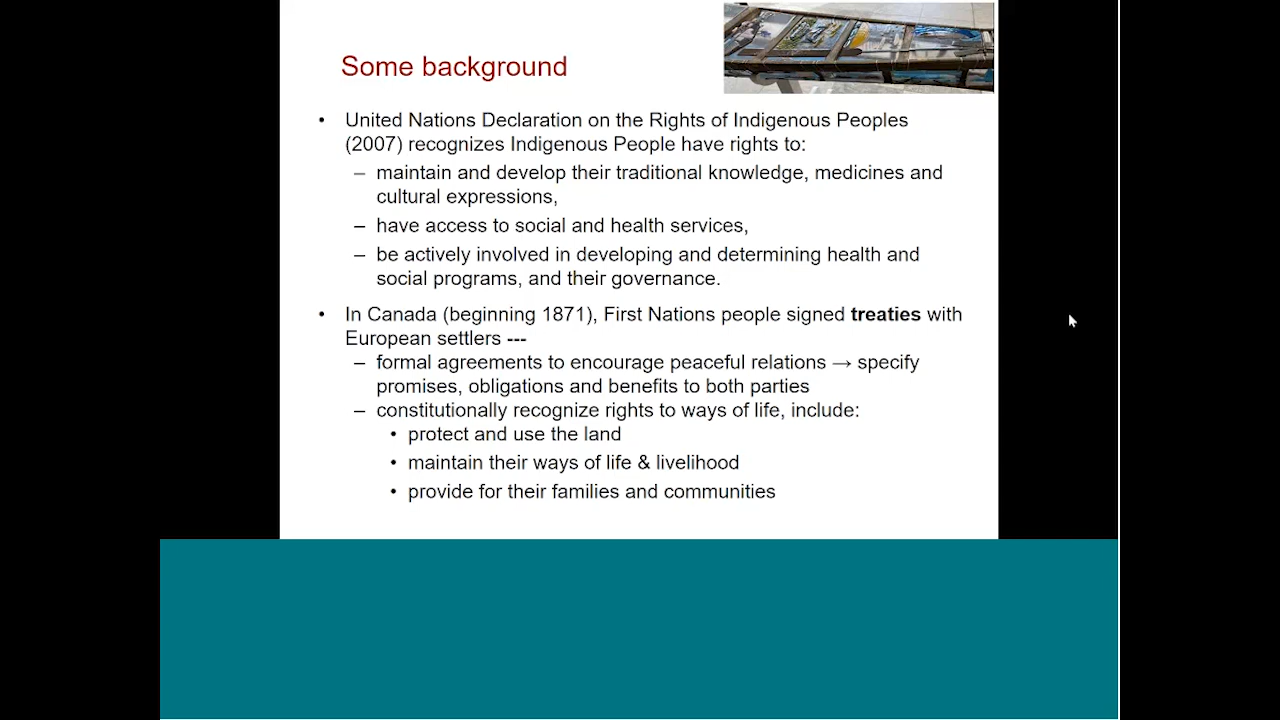 Some background
• United Nations Declaration on the Rights of Indigenous Peoples
(2007) recognizes Indigenous People have rights to:
– maintain and develop their traditional knowledge, medicines and
cultural expressions,
– have access to social and health services,
– be actively involved in developing and determining health and
social programs, and their governance.
• In Canada (beginning 1871), First Nations people signed treaties with
European settlers ---
– formal agreements to encourage peaceful relations → specify
promises, obligations and benefits to both parties
– constitutionally recognize rights to ways of life, include:
• protect and use the land
• maintain their ways of life & livelihood
• provide for their families and communities